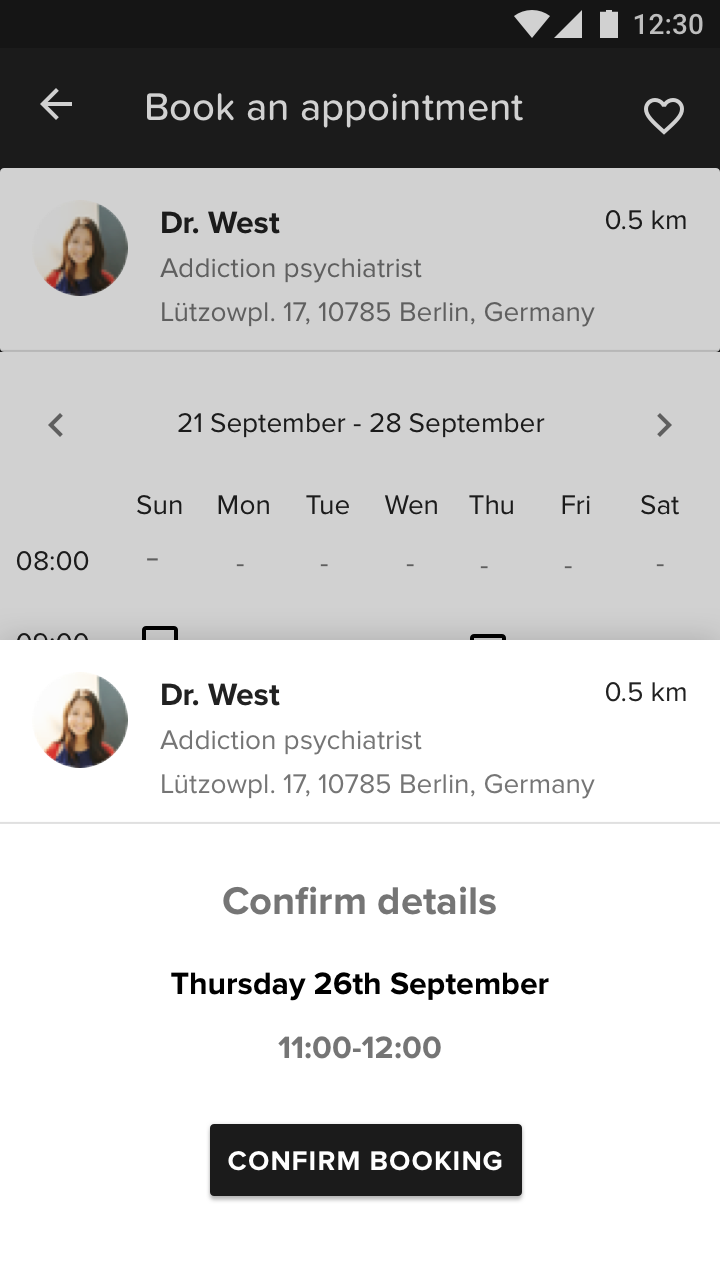 12:30
Book an appointment
Dr. West 0.5 km
Addiction psychiatrist
Lützowpl. 17, 10785 Berlin, Germany
21 September - 28 September
Sun Mon Tue Wen Thu Fri Sat
08:00 - - - - - - -
09:00
Dr. West 0.5 km
Addiction psychiatrist
Lützowpl. 17, 10785 Berlin, Germany
Confirm details
Thursday 26th September
11:00-12:00
CONFIRM BOOKING